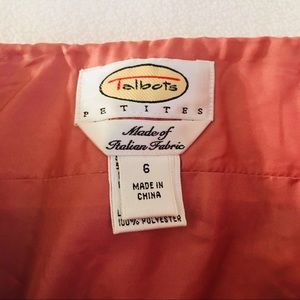 Talbots
PETITES
Made of
Italian Fabric
6
MADE IN
CHINA
100% POLYESTER